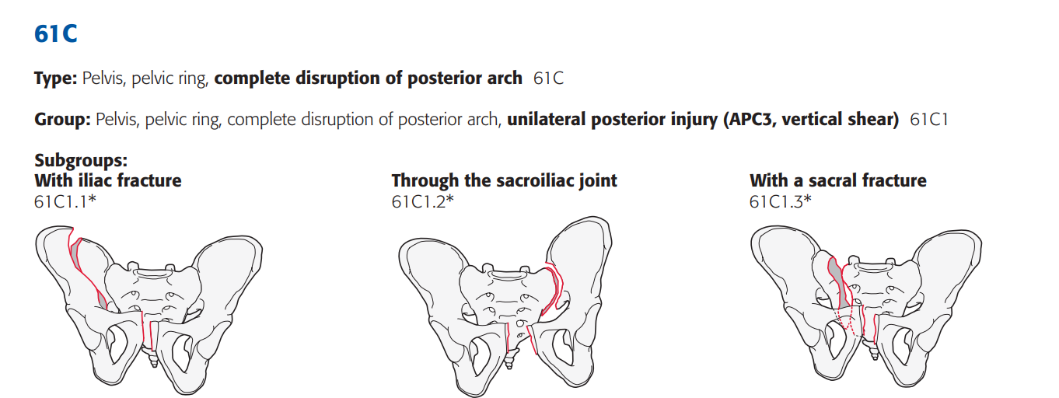 61C
Type: Pelvis, pelvic ring, complete disruption of posterior arch 61C
Group: Pelvis, pelvic ring, complete disruption of posterior arch, unilateral posterior injury (APC3, vertical shear) 61C1
Subgroups:
With iliac fracture
61C1.1*
Through the sacroiliac joint
61C1.2*
With a sacral fracture
61C1.3*